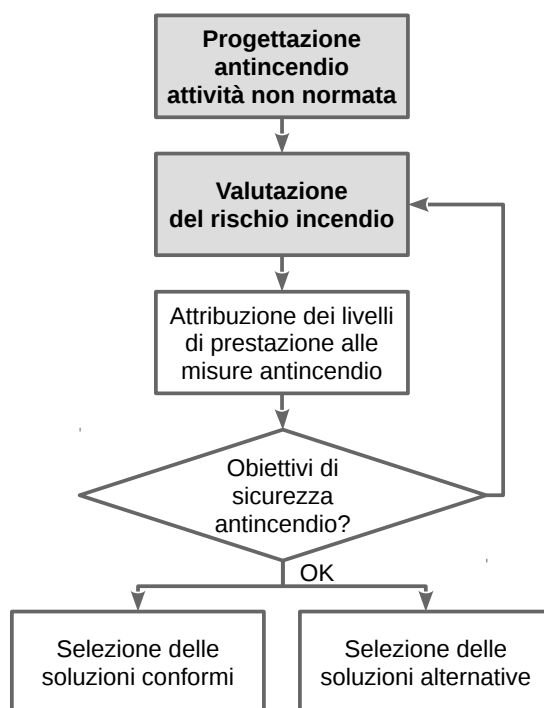 Progettazione
antincendio
attività non normata
Valutazione
del rischio incendio
Attribuzione dei livelli
di prestazione alle
misure antincendio
Obiettivi di
sicurezza
antincendio?
OK
Selezione delle
soluzioni conformi
Selezione delle
soluzioni alternative